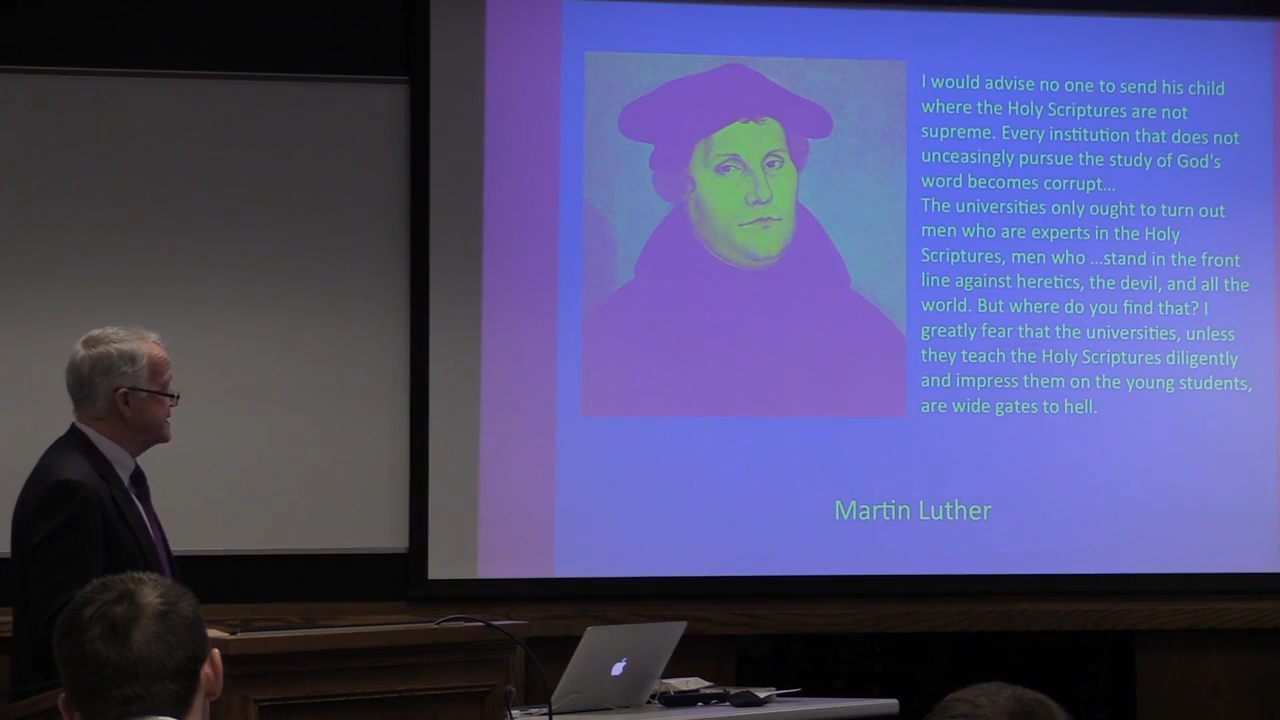 I would advise no one to send his child
where the Holy Scriptures are not
supreme. Every institution that does not
unceasingly pursue the study of God's
word becomes corrupt...
The universities only ought to turn out
men who are experts in the Holy
Scriptures, men who ...stand in the front
line against heretics, the devil, and all the
world. But where do you find that? I
greatly fear that the universities, unless
they teach the Holy Scriptures diligently
and impress them on the young students,
are wide gates to hell.
Martin Luther